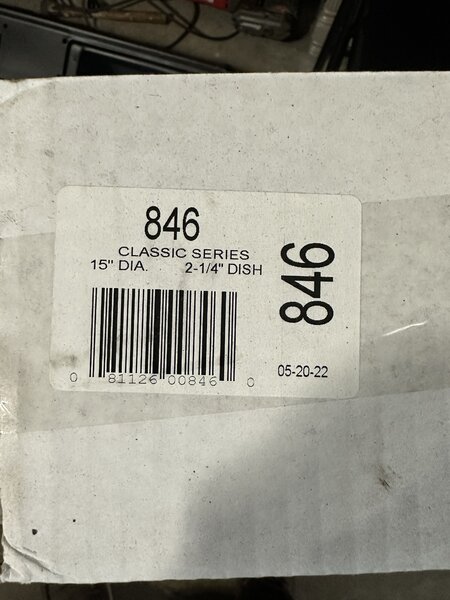 846
CLASSIC SERIES
15" DIA. 2-1/4" DISH
846
0 81126 00846 0
05-20-22